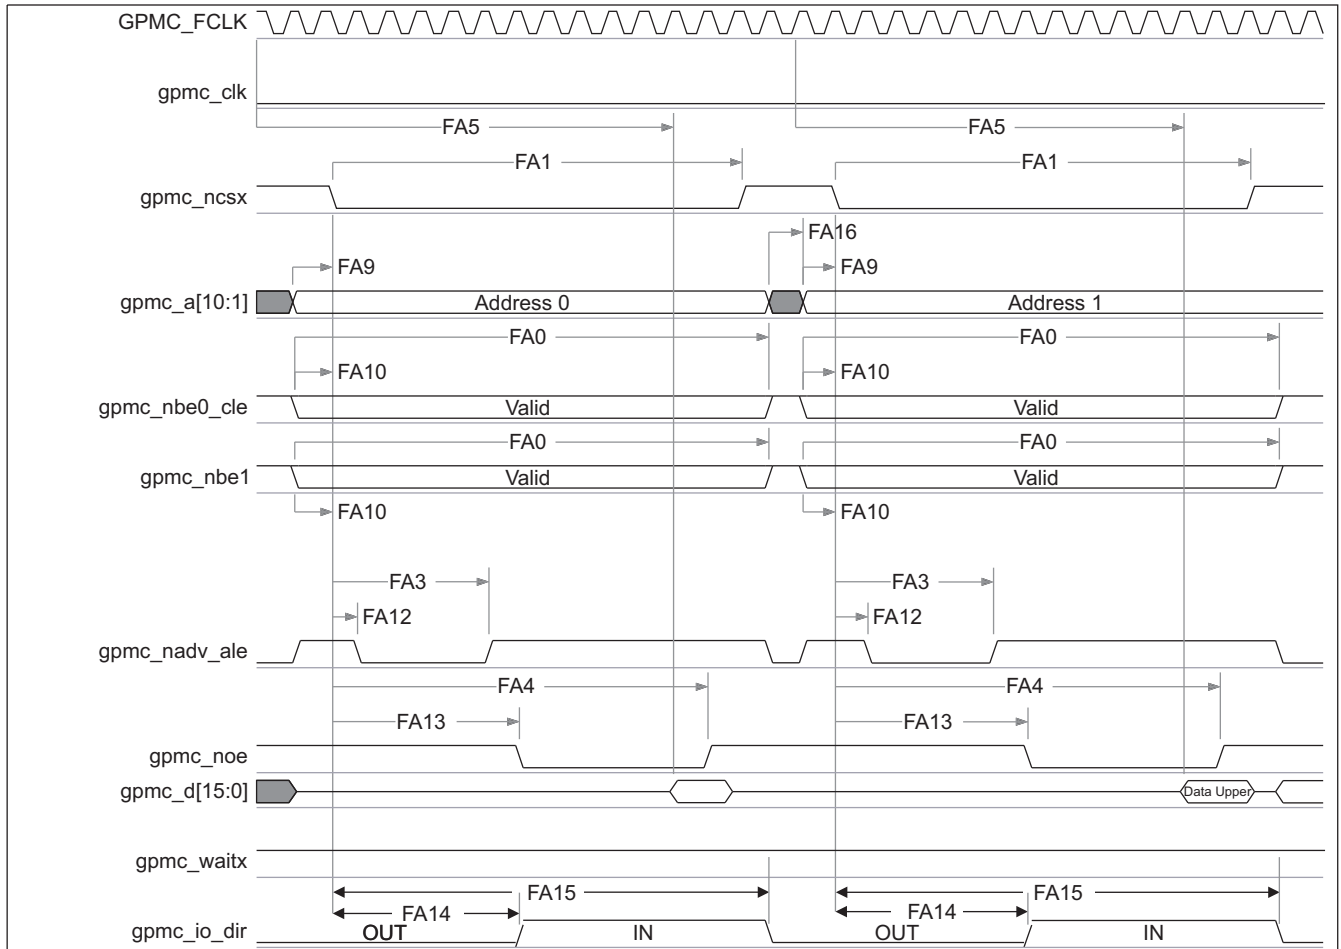 GPMC_FCLK
gpmc_clk
FA5 FA5
FA1 FA1
gpmc_ncsx
FA16
FA9 FA9
gpmc_a[10:1] Address 0 Address 1
FA0 FA0
FA10 FA10
gpmc_nbe0_cle Valid Valid
FA0 FA0
gpmc_nbe1 Valid Valid
FA10 FA10
FA3 FA3
FA12 FA12
gpmc_nadv_ale
FA4 FA4
FA13 FA13
gpmc_noe
gpmc_d[15:0] Data Upper
gpmc_waitx
FA15 FA15
FA14 FA14
gpmc_io_dir OUT IN OUT IN